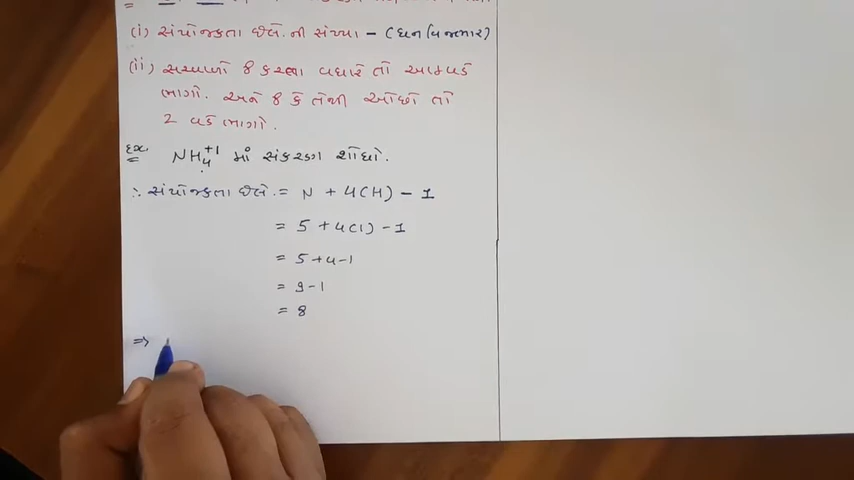 (i) સંયોજકતા ઈલે. ની સંખ્યા - (ધન વિજભાર)
(ii) સરવાળો 8 કરતા વધારે તો આઠ વડે
ભાગો. અને 8 કે તેથી ઓછો તો
2 વડે ભાગો.
Ex NH₄⁺¹ માં સંકરણ શોધો.
∴ સંયોજકતા ઈલે. = N + 4(H) - 1
= 5 + 4(1) - 1
= 5 + 4 - 1
= 9 - 1
= 8
⇒